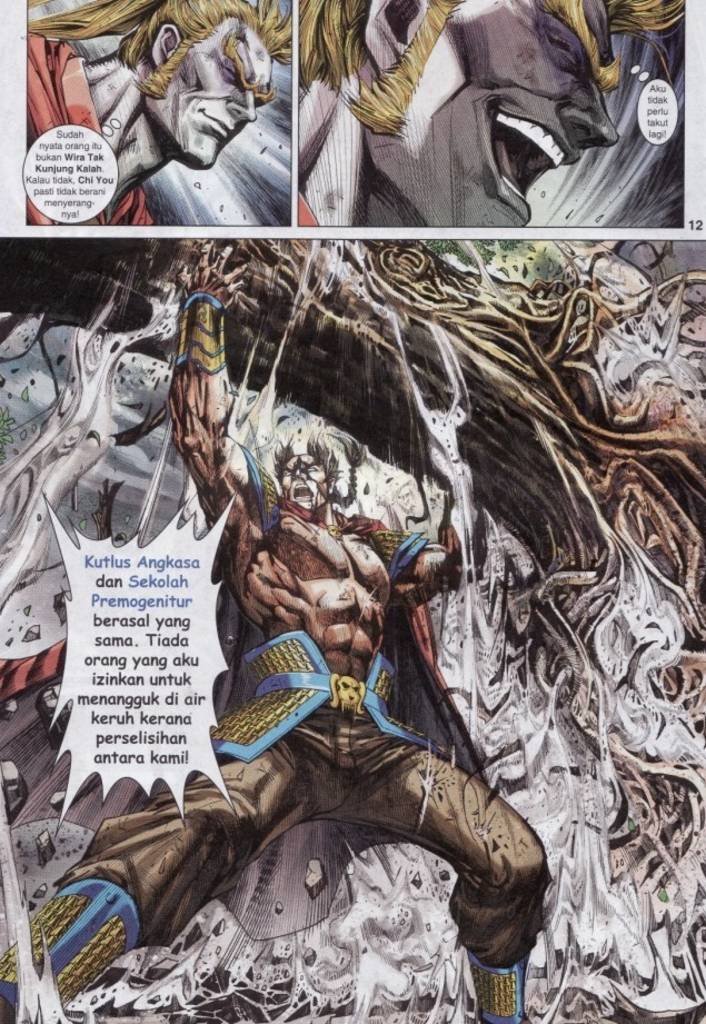 Sudah
nyata orang itu
bukan Wira Tak
Kunjung Kalah.
Kalau tidak, Chi You
pasti tidak berani
menyerang-
nya!
Aku
tidak
perlu
takut
lagi!
12
Kutlus Angkasa
dan Sekolah
Premogenitur
berasal yang
sama. Tiada
orang yang aku
izinkan untuk
menangguk di air
keruh kerana
perselisihan
antara kami!